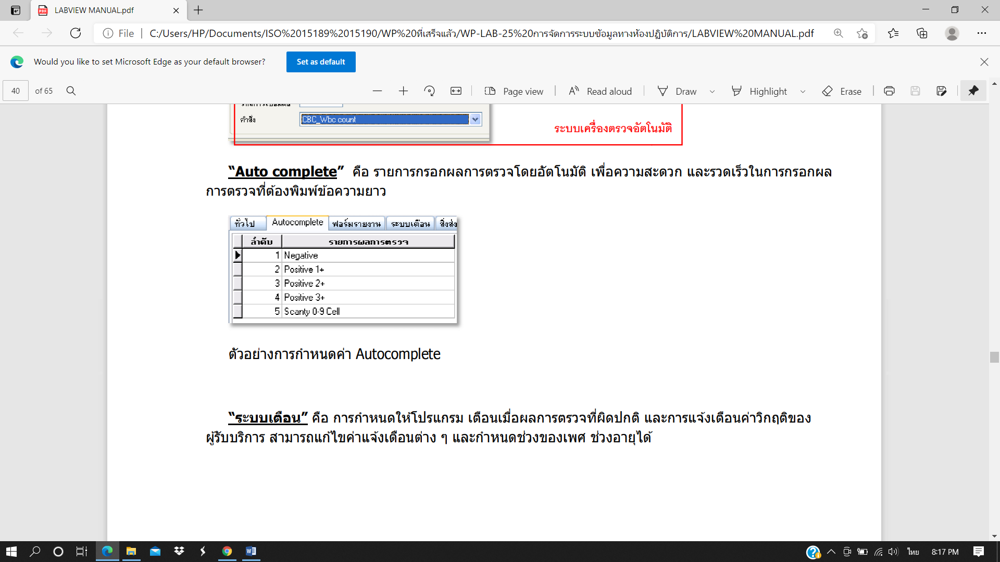 LABVIEW MANUAL.pdf
File
C:/Users/HP/Documents/ISO%2015189%2015190/WP%20ที่เสร็จแล้ว/WP-LAB-25%20การจัดการระบบข้อมูลทางห้องปฏิบัติการ/LABVIEW%20MANUAL.pdf
Would you like to set Microsoft Edge as your default browser?
Set as default
40 of 65
Page view
Read aloud
Draw
Highlight
Erase
คำสั่ง
CBC_Wbc count
ระบบเครื่องตรวจอัตโนมัติ
“Auto complete” คือ รายการกรอกผลการตรวจโดยอัตโนมัติ เพื่อความสะดวก และรวดเร็วในการกรอกผล
การตรวจที่ต้องพิมพ์ข้อความยาว
ทั่วไป Autocomplete ฟอร์มรายงาน ระบบเตือน สิ่งส่ง
ลำดับ รายการผลการตรวจ
1 Negative
2 Positive 1+
3 Positive 2+
4 Positive 3+
5 Scanty 0-9 Cell
ตัวอย่างการกำหนดค่า Autocomplete
“ระบบเตือน” คือ การกำหนดให้โปรแกรม เตือนเมื่อผลการตรวจที่ผิดปกติ และการแจ้งเตือนค่าวิกฤติของ
ผู้รับบริการ สามารถแก้ไขค่าแจ้งเตือนต่าง ๆ และกำหนดช่วงของเพศ ช่วงอายุได้
ไทย
8:17 PM